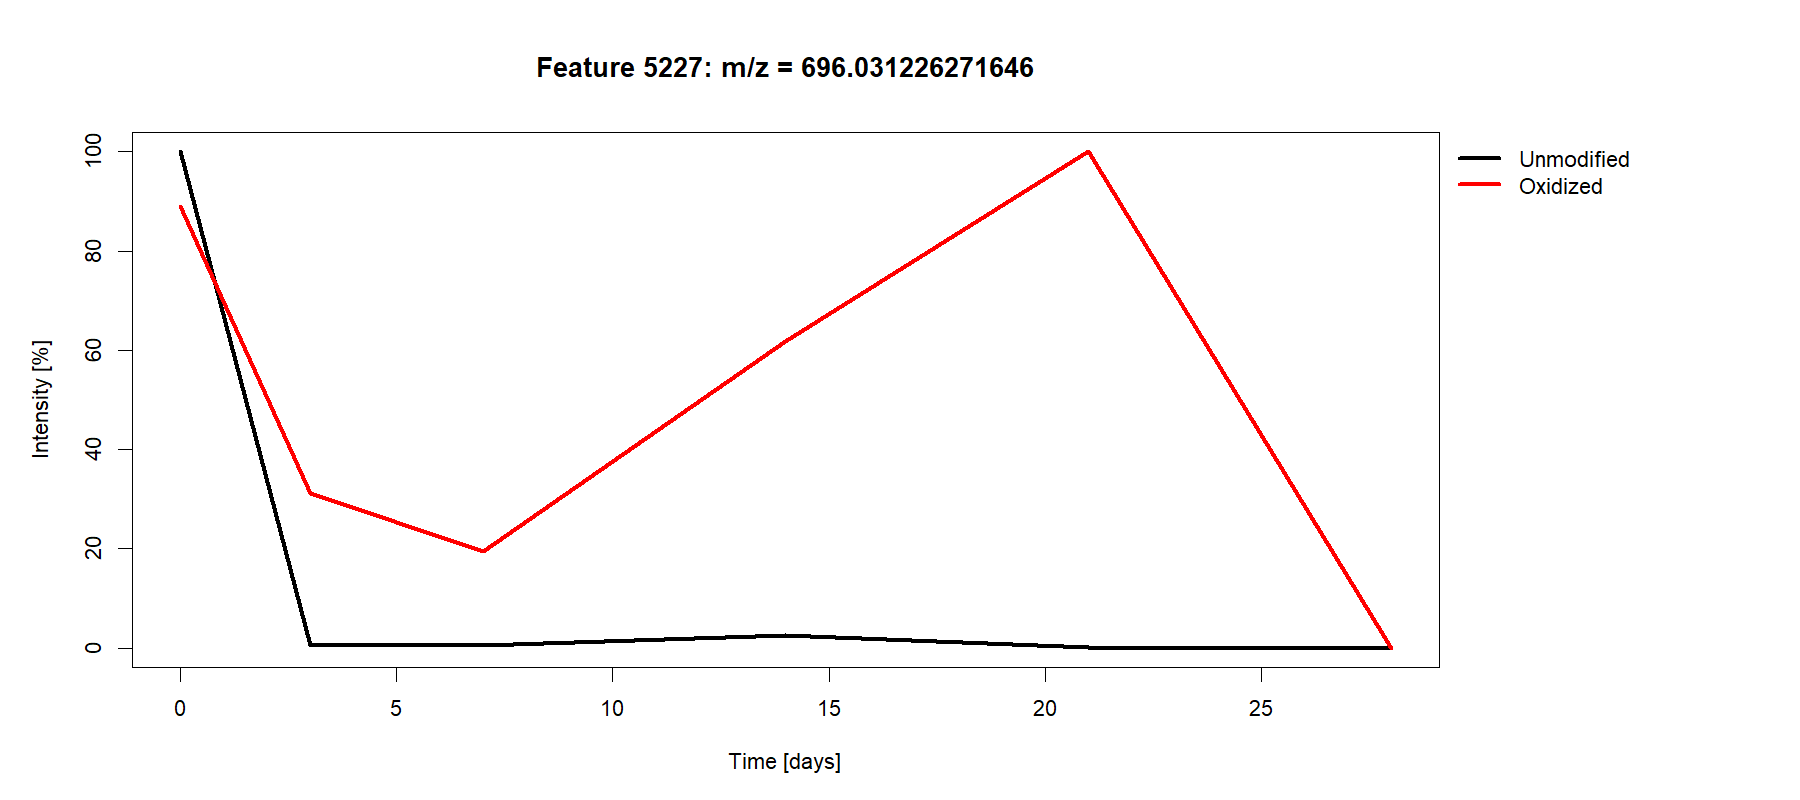 Feature 5227: m/z = 696.031226271646
Unmodified
Oxidized
Intensity [%]
100
80
60
40
20
0
0 5 10 15 20 25
Time [days]